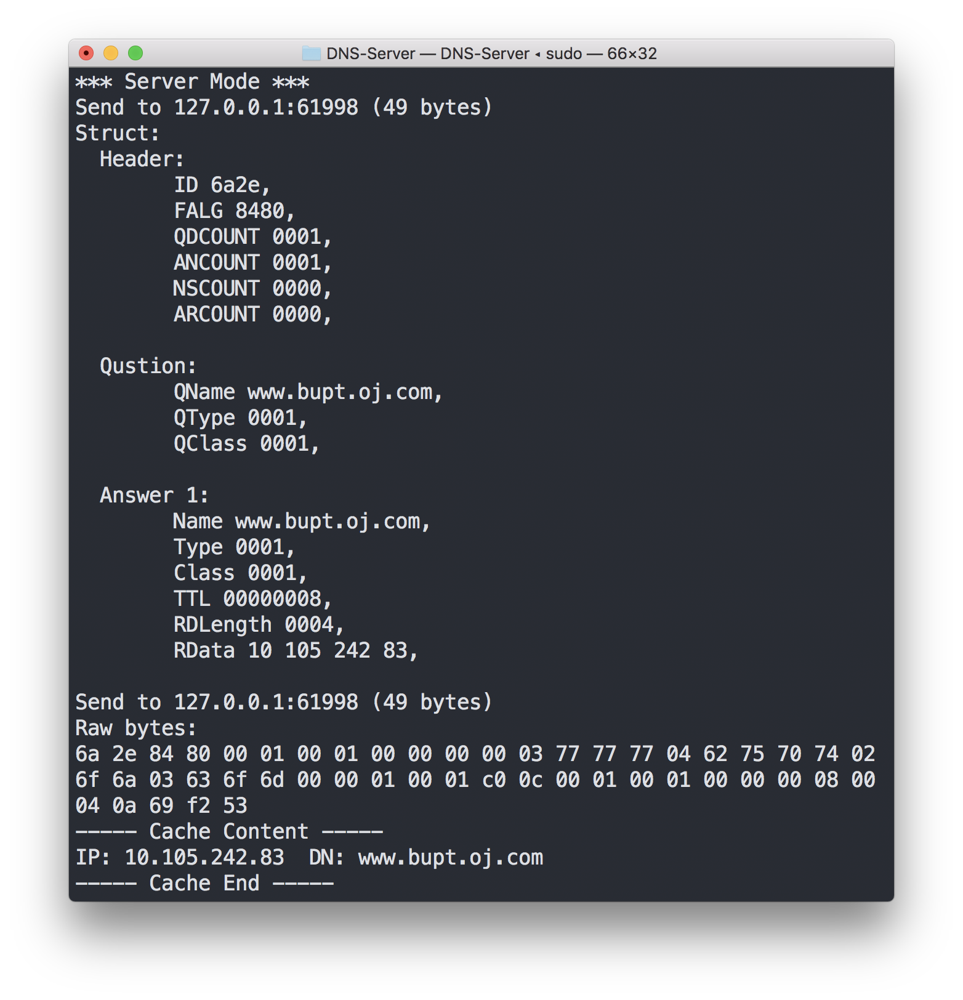 DNS-Server — DNS-Server ◂ sudo — 66×32
*** Server Mode ***
Send to 127.0.0.1:61998 (49 bytes)
Struct:
  Header:
        ID 6a2e,
        FALG 8480,
        QDCOUNT 0001,
        ANCOUNT 0001,
        NSCOUNT 0000,
        ARCOUNT 0000,

  Qustion:
        QName www.bupt.oj.com,
        QType 0001,
        QClass 0001,

  Answer 1:
        Name www.bupt.oj.com,
        Type 0001,
        Class 0001,
        TTL 00000008,
        RDLength 0004,
        RData 10 105 242 83,

Send to 127.0.0.1:61998 (49 bytes)
Raw bytes:
6a 2e 84 80 00 01 00 01 00 00 00 00 03 77 77 77 04 62 75 70 74 02
6f 6a 03 63 6f 6d 00 00 01 00 01 c0 0c 00 01 00 01 00 00 00 08 00
04 0a 69 f2 53
----- Cache Content -----
IP: 10.105.242.83  DN: www.bupt.oj.com
----- Cache End -----